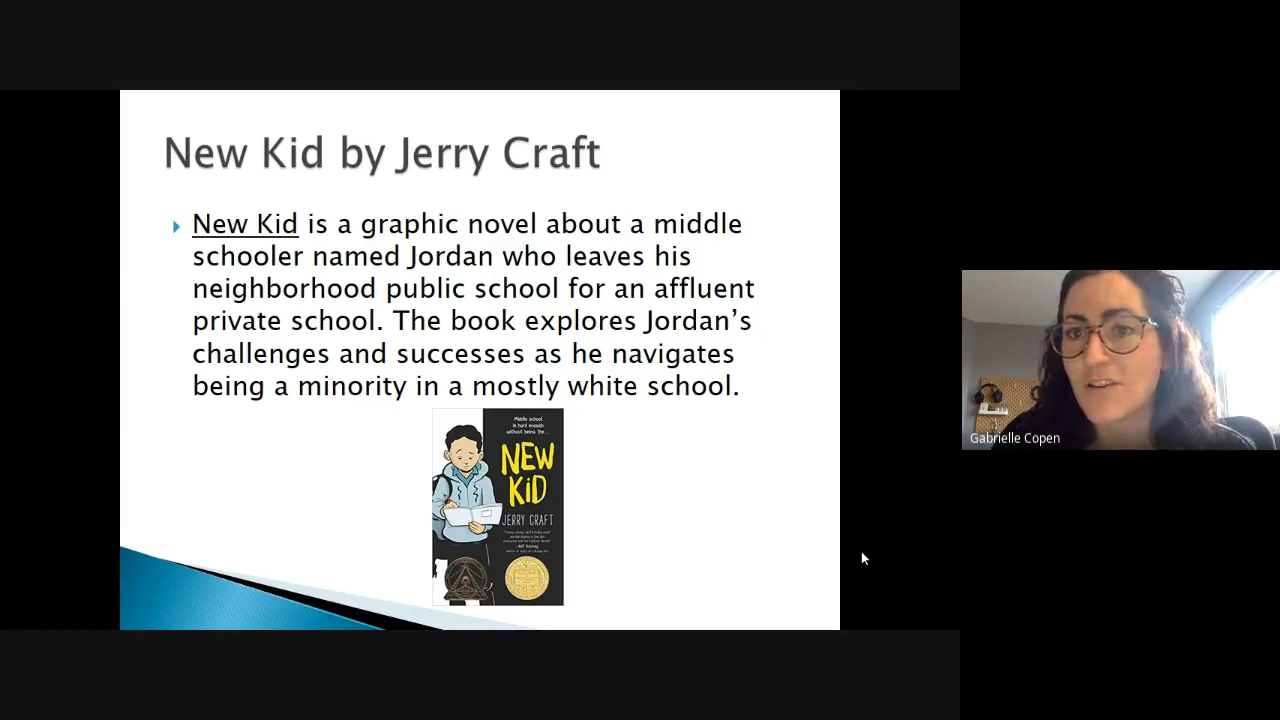 New Kid by Jerry Craft
New Kid is a graphic novel about a middle
schooler named Jordan who leaves his
neighborhood public school for an affluent
private school. The book explores Jordan’s
challenges and successes as he navigates
being a minority in a mostly white school.
Middle school
is hard enough
without being the...
NEW
KID
JERRY CRAFT
Gabrielle Copen